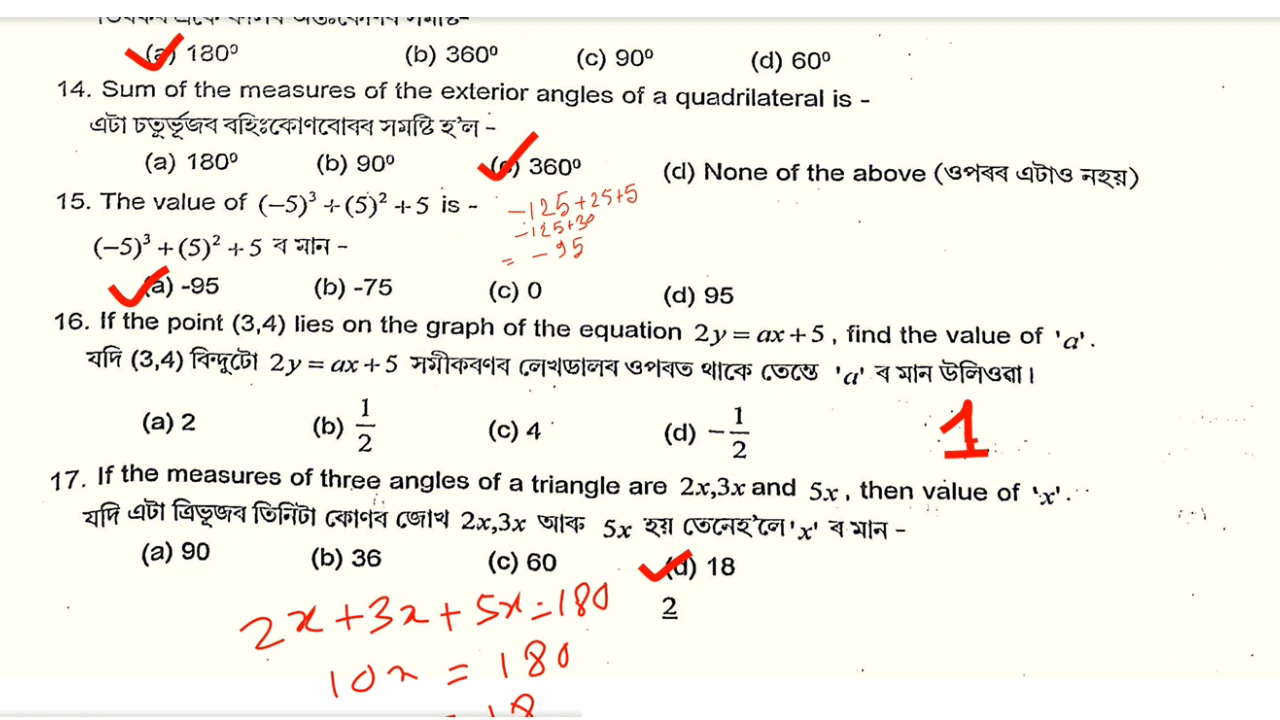 (a) 180⁰ (b) 360⁰ (c) 90⁰ (d) 60⁰
14. Sum of the measures of the exterior angles of a quadrilateral is -
এটা চতুৰ্ভূজৰ বহিঃকোণবোৰৰ সমষ্টি হ'ল -
(a) 180⁰ (b) 90⁰ (c) 360⁰ (d) None of the above (ওপৰৰ এটাও নহয়)
15. The value of (−5)³ + (5)² + 5 is - −125+25+5
−125+30
(−5)³ + (5)² + 5 ৰ মান - = −95
(a) -95 (b) -75 (c) 0 (d) 95
16. If the point (3,4) lies on the graph of the equation 2y = ax + 5 , find the value of 'a'.
যদি (3,4) বিন্দুটো 2y = ax + 5 সমীকৰণৰ লেখডালৰ ওপৰত থাকে তেন্তে 'a' ৰ মান উলিওৱা।
(a) 2 (b) 1/2 (c) 4 (d) −1/2 1
17. If the measures of three angles of a triangle are 2x,3x and 5x , then value of 'x'.
যদি এটা ত্ৰিভূজৰ তিনিটা কোণৰ জোখ 2x,3x আৰু 5x হয় তেনেহ'লে 'x' ৰ মান -
(a) 90 (b) 36 (c) 60 (d) 18
2x+3x+5x=180 2
10x = 180
= 18